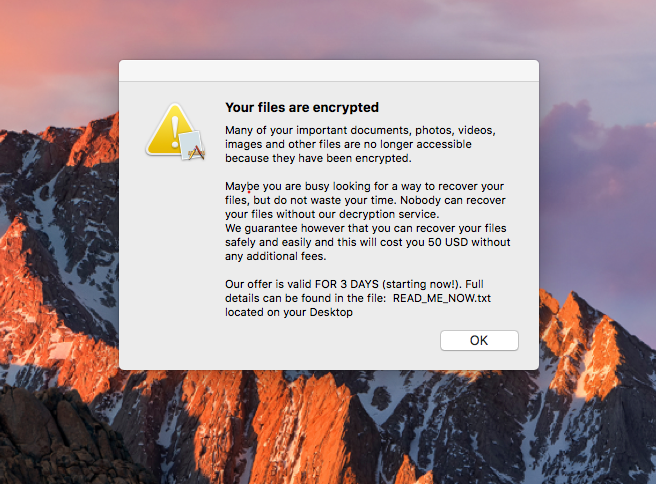 Your files are encrypted
Many of your important documents, photos, videos,
images and other files are no longer accessible
because they have been encrypted.
Maybe you are busy looking for a way to recover your
files, but do not waste your time. Nobody can recover
your files without our decryption service.
We guarantee however that you can recover your files
safely and easily and this will cost you 50 USD without
any additional fees.
Our offer is valid FOR 3 DAYS (starting now!). Full
details can be found in the file:  READ_ME_NOW.txt
located on your Desktop
OK